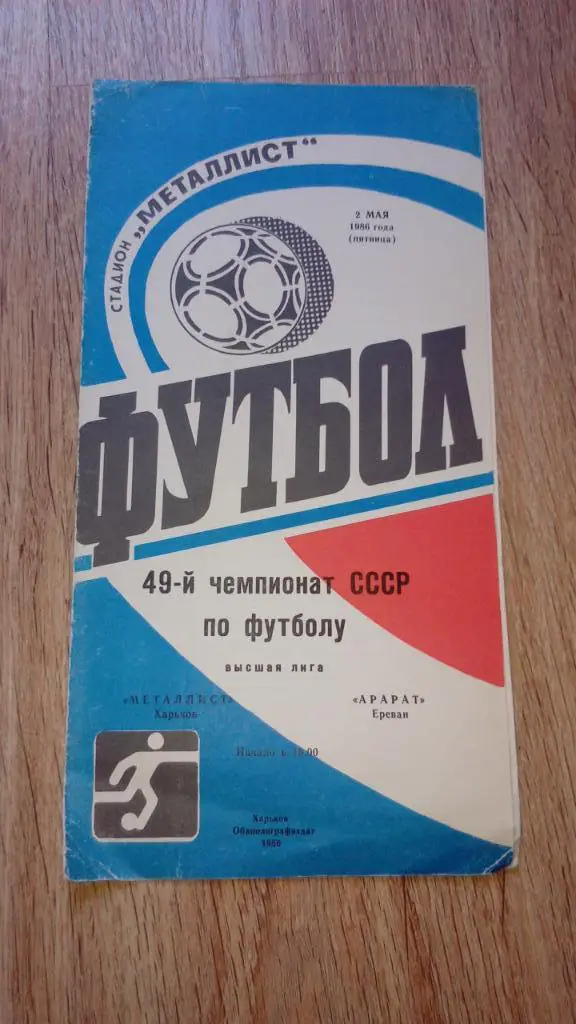 СТАДИОН „МЕТАЛЛИСТ"
2 МАЯ
1986 года
(пятница)
ФУТБОЛ
49-й чемпионат СССР
по футболу
высшая лига
«МЕТАЛЛИСТ»
Харьков
«АРАРАТ»
Ереван
Начало в 19.00
Харьков
Облполиграфиздат
1986